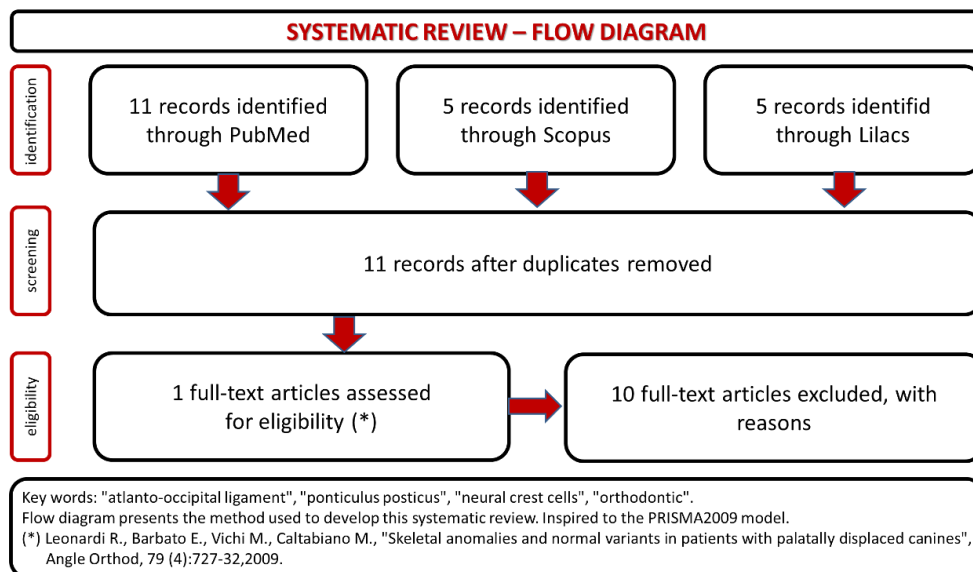 SYSTEMATIC REVIEW – FLOW DIAGRAM
identification
11 records identified
through PubMed
5 records identified
through Scopus
5 records identifid
through Lilacs
screening
11 records after duplicates removed
eligibility
1 full-text articles assessed
for eligibility (*)
10 full-text articles excluded, with
reasons
Key words: "atlanto-occipital ligament", "ponticulus posticus", "neural crest cells", "orthodontic".
Flow diagram presents the method used to develop this systematic review. Inspired to the PRISMA2009 model.
(*) Leonardi R., Barbato E., Vichi M., Caltabiano M., "Skeletal anomalies and normal variants in patients with palatally displaced canines",
Angle Orthod, 79 (4):727-32,2009.